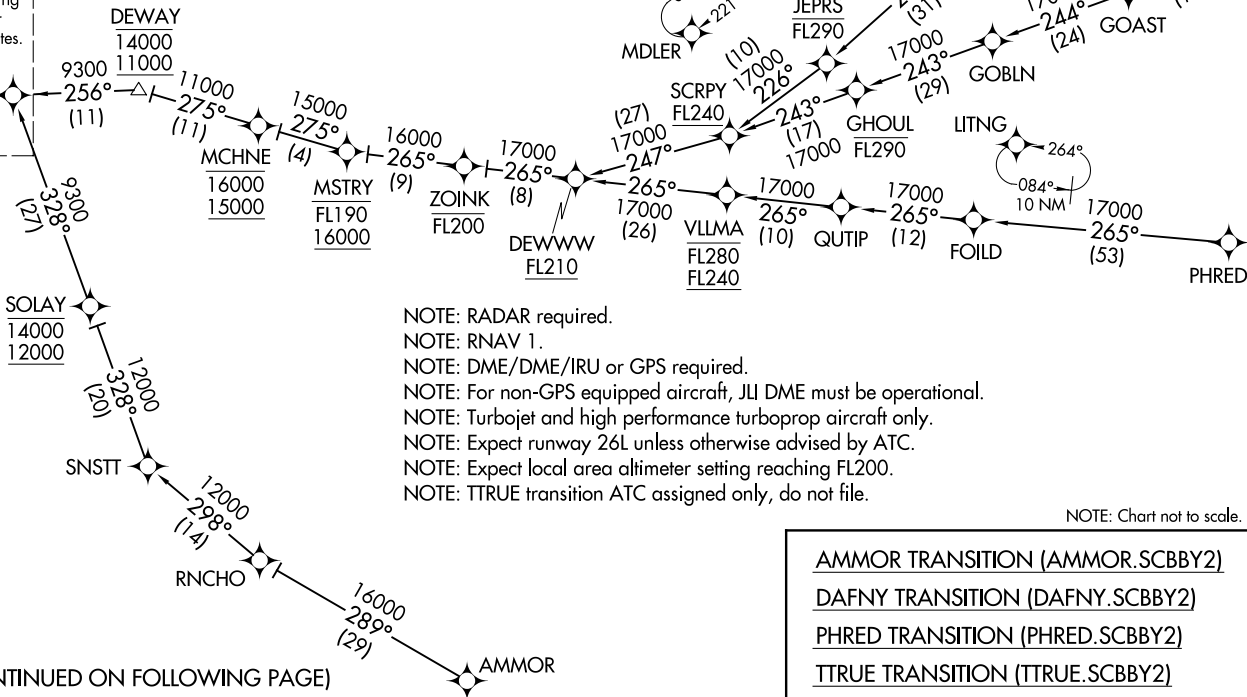 tes.
DEWAY
14000
11000
9300
256°
(11)
11000
275°
(11)
MCHNE
16000
15000
15000
275°
(4)
MSTRY
FL190
16000
16000
265°
(9)
ZOINK
FL200
17000
265°
(8)
DEWWW
FL210
(27)
17000
247°
265°
17000
(26)
SCRPY
FL240
(10)
17000
226°
JEPRS
FL290
(31)
MDLER
221
243°
(17)
17000
GHOUL
FL290
17000
243°
(29)
GOBLN
244°
(24)
GOAST
LITNG
264°
084°
10 NM
VLLMA
FL280
FL240
17000
265°
(10)
QUTIP
17000
265°
(12)
FOILD
17000
265°
(53)
PHRED
9300
328°
(27)
SOLAY
14000
12000
12000
328°
(20)
SNSTT
12000
298°
(14)
RNCHO
16000
289°
(29)
AMMOR
NOTE: RADAR required.
NOTE: RNAV 1.
NOTE: DME/DME/IRU or GPS required.
NOTE: For non-GPS equipped aircraft, JLI DME must be operational.
NOTE: Turbojet and high performance turboprop aircraft only.
NOTE: Expect runway 26L unless otherwise advised by ATC.
NOTE: Expect local area altimeter setting reaching FL200.
NOTE: TTRUE transition ATC assigned only, do not file.
NOTE: Chart not to scale.
AMMOR TRANSITION (AMMOR.SCBBY2)
DAFNY TRANSITION (DAFNY.SCBBY2)
PHRED TRANSITION (PHRED.SCBBY2)
TTRUE TRANSITION (TTRUE.SCBBY2)
NTINUED ON FOLLOWING PAGE)